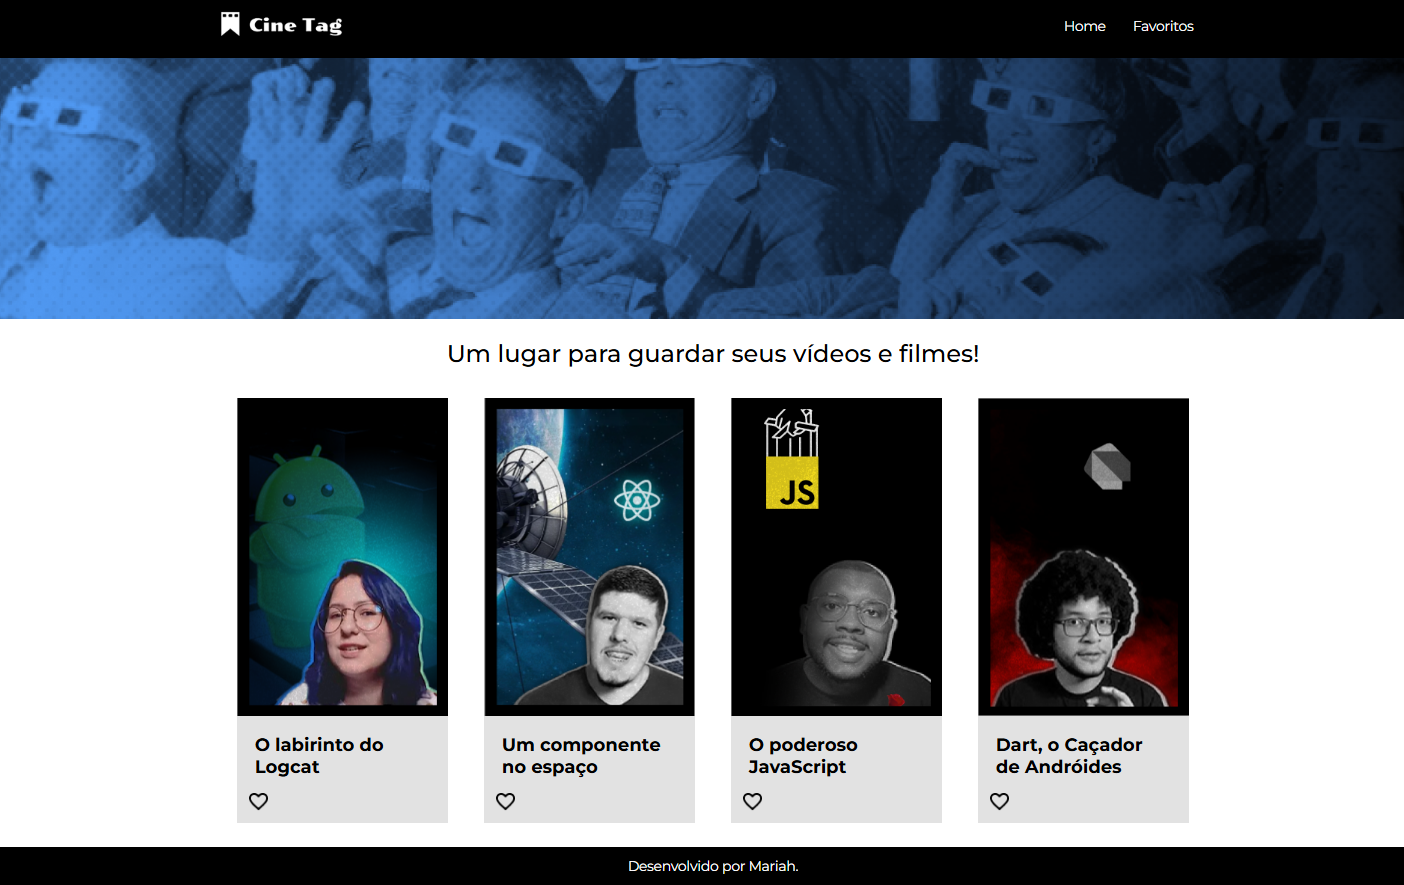 Cine Tag
Home Favoritos
Um lugar para guardar seus vídeos e filmes!
JS
O labirinto do
Logcat
Um componente
no espaço
O poderoso
JavaScript
Dart, o Caçador
de Andróides
Desenvolvido por Mariah.